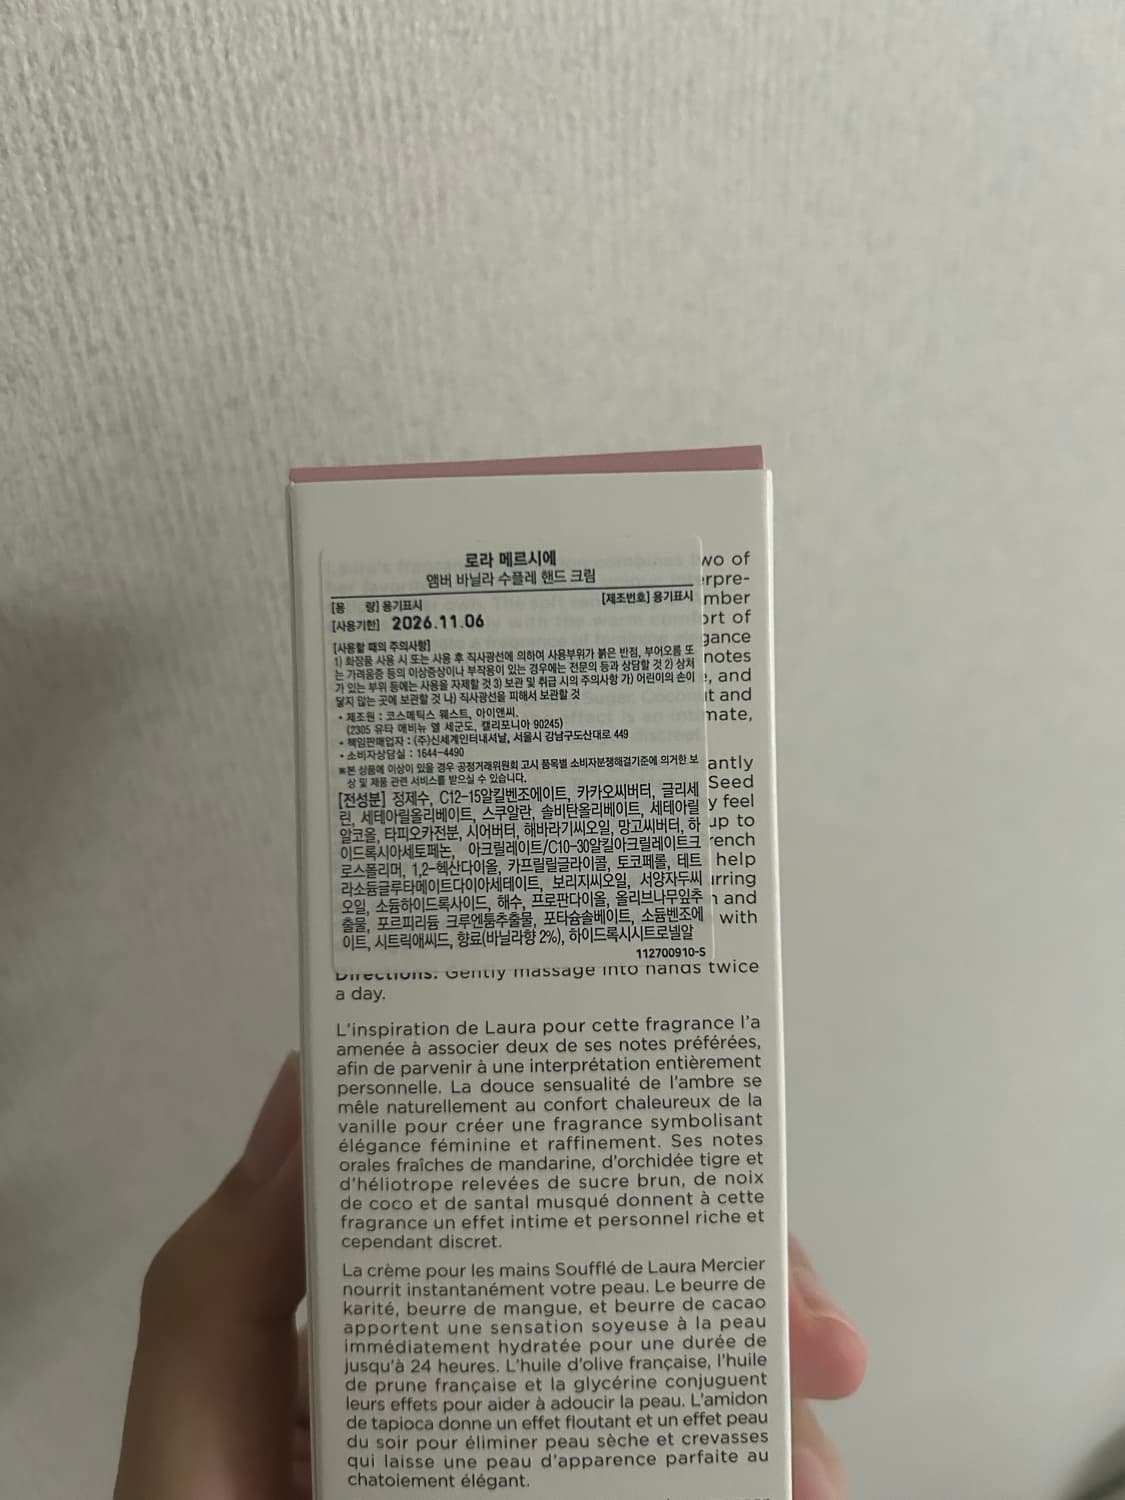 로라 메르시에
앰버 바닐라 수플레 핸드 크림
[용 량] 용기표시 [제조번호] 용기표시
[사용기한] 2026.11.06
[사용할 때의 주의사항]
1) 화장품 사용 시 또는 사용 후 직사광선에 의하여 사용부위가 붉은 반점, 부어오름 또
는 가려움증 등의 이상증상이나 부작용이 있는 경우에는 전문의 등과 상담할 것 2) 상처
가 있는 부위 등에는 사용을 자제할 것 3) 보관 및 취급 시의 주의사항 가) 어린이의 손이
닿지 않는 곳에 보관할 것 나) 직사광선을 피해서 보관할 것
• 제조원 : 코스메틱스 웨스트, 아이앤씨.
(2305 유타 애비뉴 엘 세군도, 캘리포니아 90245)
• 책임판매업자 : (주)신세계인터내셔날, 서울시 강남구도산대로 449
• 소비자상담실 : 1644-4490
※본 상품에 이상이 있을 경우 공정거래위원회 고시 품목별 소비자분쟁해결기준에 의거한 보
상 및 제품 관련 서비스를 받으실 수 있습니다.
[전성분] 정제수, C12-15알킬벤조에이트, 카카오씨버터, 글리세
린, 세테아릴올리베이트, 스쿠알란, 솔비탄올리베이트, 세테아릴
알코올, 타피오카전분, 시어버터, 해바라기씨오일, 망고씨버터, 하
이드록시아세토페논, 아크릴레이트/C10-30알킬아크릴레이트크
로스폴리머, 1,2-헥산다이올, 카프릴릴글라이콜, 토코페롤, 테트
라소듐글루타메이트다이아세테이트, 보리지씨오일, 서양자두씨
오일, 소듐하이드록사이드, 해수, 프로판다이올, 올리브나무잎추
출물, 포르피리듐 크루엔툼추출물, 포타슘솔베이트, 소듐벤조에
이트, 시트릭애씨드, 향료(바닐라향 2%), 하이드록시시트로넬알
112700910-S
two of
erpre-
mber
ort of
gance
notes
, and
t and
mate,
antly
Seed
y feel
up to
rench
help
urring
n and
with
Directions: Gently massage into hands twice
a day.
L'inspiration de Laura pour cette fragrance l'a
amenée à associer deux de ses notes préférées,
afin de parvenir à une interprétation entièrement
personnelle. La douce sensualité de l'ambre se
mêle naturellement au confort chaleureux de la
vanille pour créer une fragrance symbolisant
élégance féminine et raffinement. Ses notes
orales fraîches de mandarine, d'orchidée tigre et
d'héliotrope relevées de sucre brun, de noix
de coco et de santal musqué donnent à cette
fragrance un effet intime et personnel riche et
cependant discret.
La crème pour les mains Soufflé de Laura Mercier
nourrit instantanément votre peau. Le beurre de
karité, beurre de mangue, et beurre de cacao
apportent une sensation soyeuse à la peau
immédiatement hydratée pour une durée de
jusqu'à 24 heures. L'huile d'olive française, l'huile
de prune française et la glycérine conjuguent
leurs effets pour aider à adoucir la peau. L'amidon
de tapioca donne un effet floutant et un effet peau
du soir pour éliminer peau sèche et crevasses
qui laisse une peau d'apparence parfaite au
chatoiement élégant.